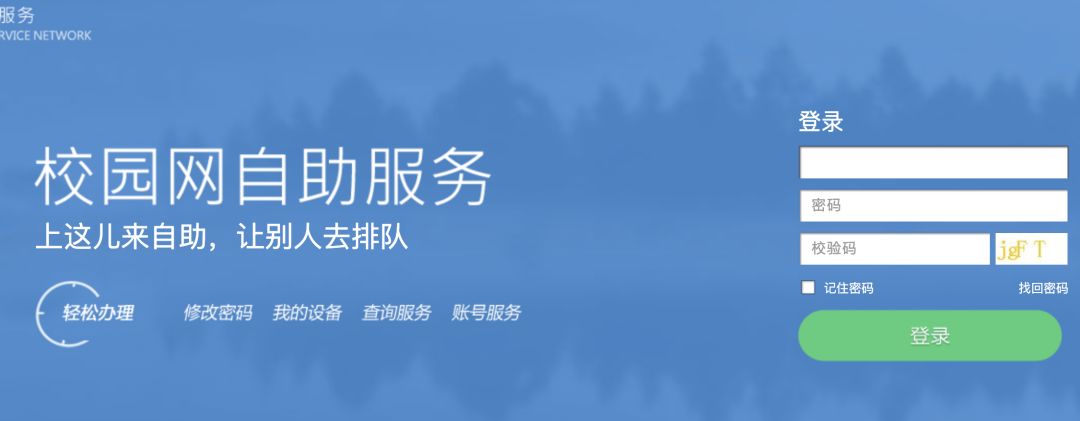 服务
RVICE NETWORK
校园网自助服务
上这儿来自助，让别人去排队
轻松办理 修改密码 我的设备 查询服务 账号服务
登录
密码
校验码 jgFT
记住密码 找回密码
登录